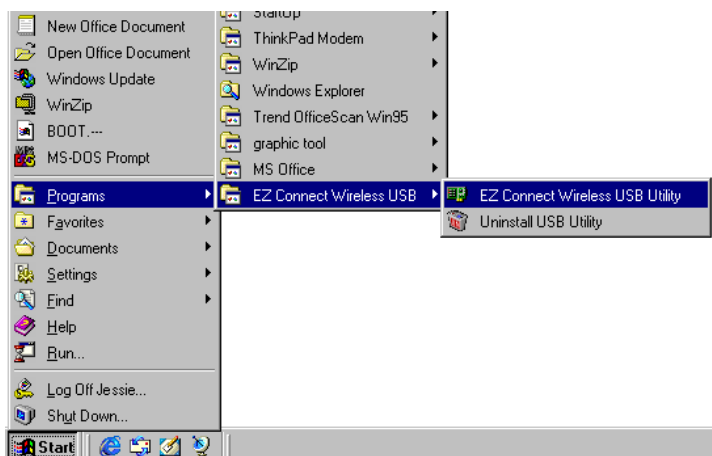 New Office Document
Open Office Document
Windows Update
WinZip
BOOT.---
MS-DOS Prompt
Programs
Favorites
Documents
Settings
Find
Help
Run...
Log Off Jessie...
Shut Down...
Start
StartUp
ThinkPad Modem
WinZip
Windows Explorer
Trend OfficeScan Win95
graphic tool
MS Office
EZ Connect Wireless USB
EZ Connect Wireless USB Utility
Uninstall USB Utility